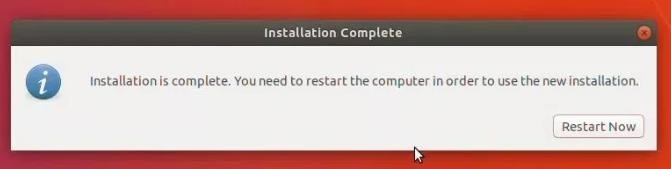 Installation Complete
Installation is complete. You need to restart the computer in order to use the new installation.
Restart Now